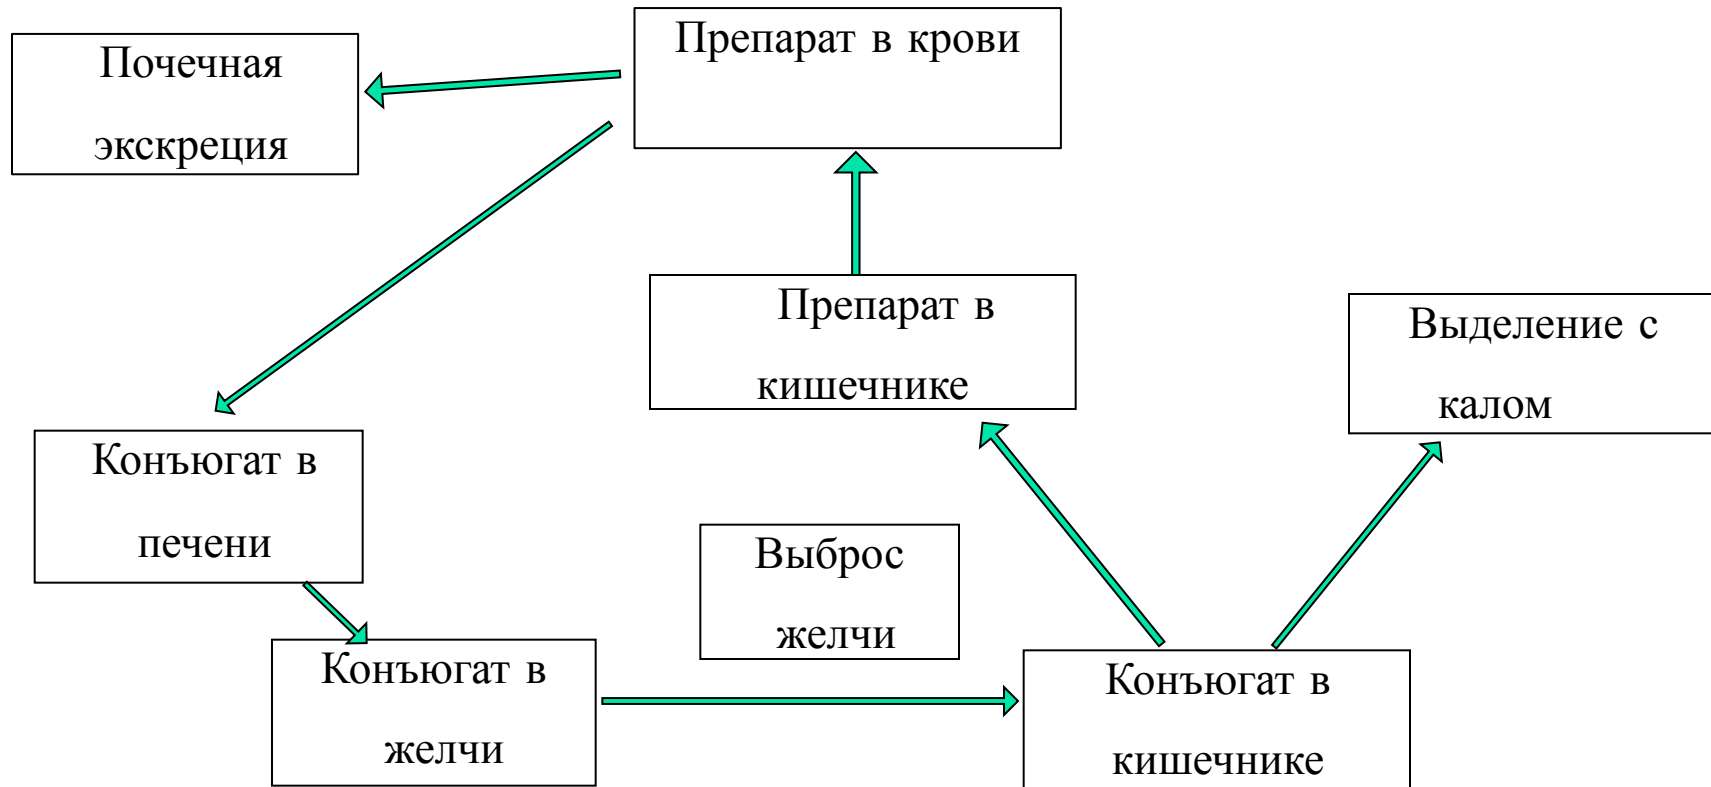 Препарат в крови
Почечная
экскреция
Препарат в
кишечнике
Выделение с
калом
Конъюгат в
печени
Выброс
желчи
Конъюгат в
желчи
Конъюгат в
кишечнике